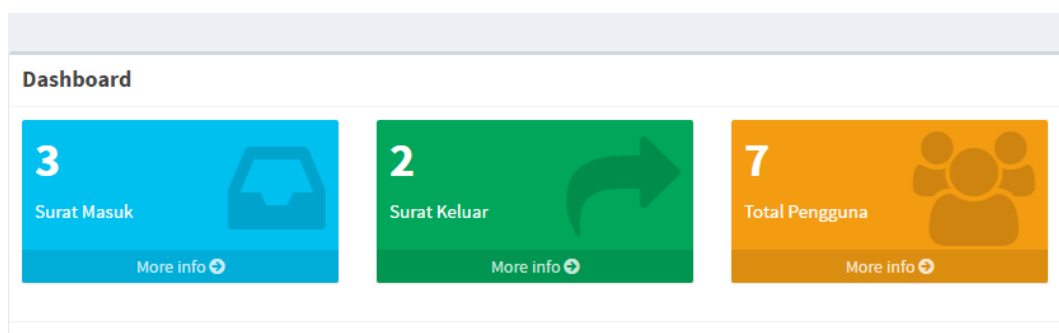 Dashboard
3
Surat Masuk
More info
2
Surat Keluar
More info
7
Total Pengguna
More info